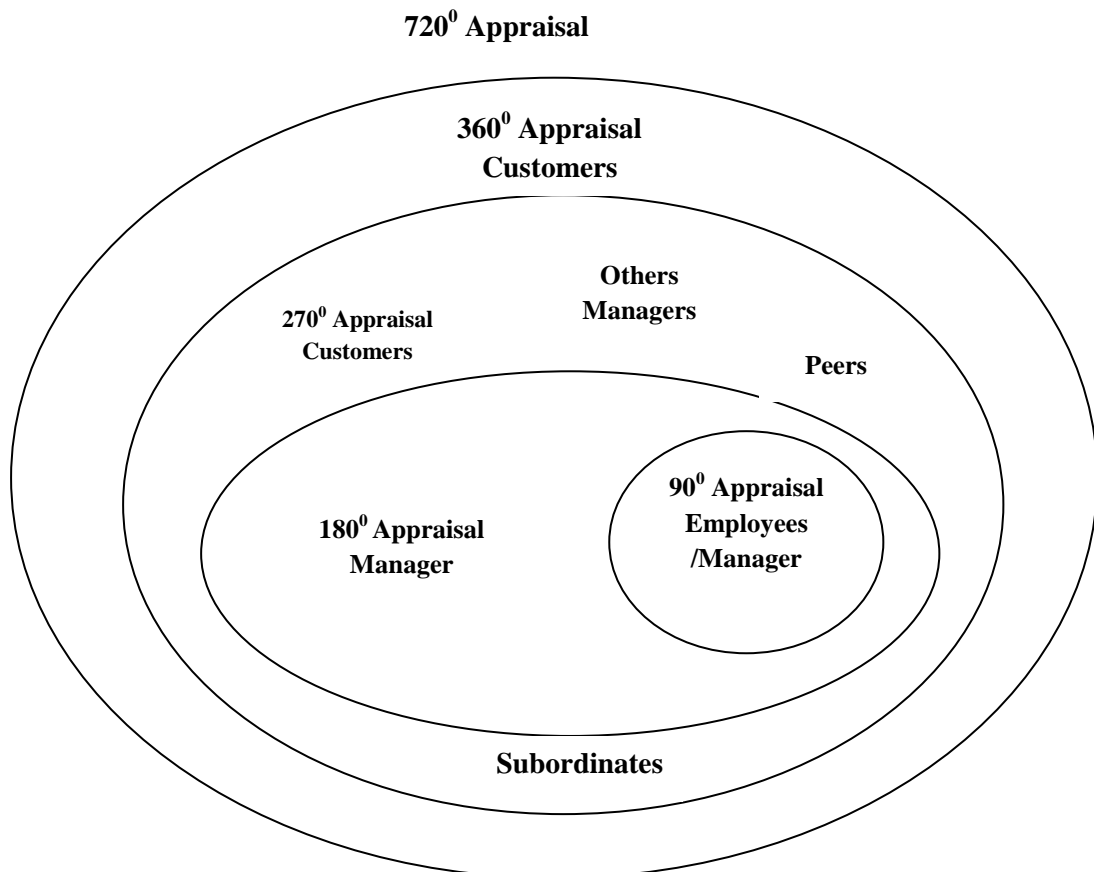 720⁰ Appraisal
360⁰ Appraisal
Customers
Others
Managers
270⁰ Appraisal
Customers
Peers
90⁰ Appraisal
Employees
/Manager
180⁰ Appraisal
Manager
Subordinates